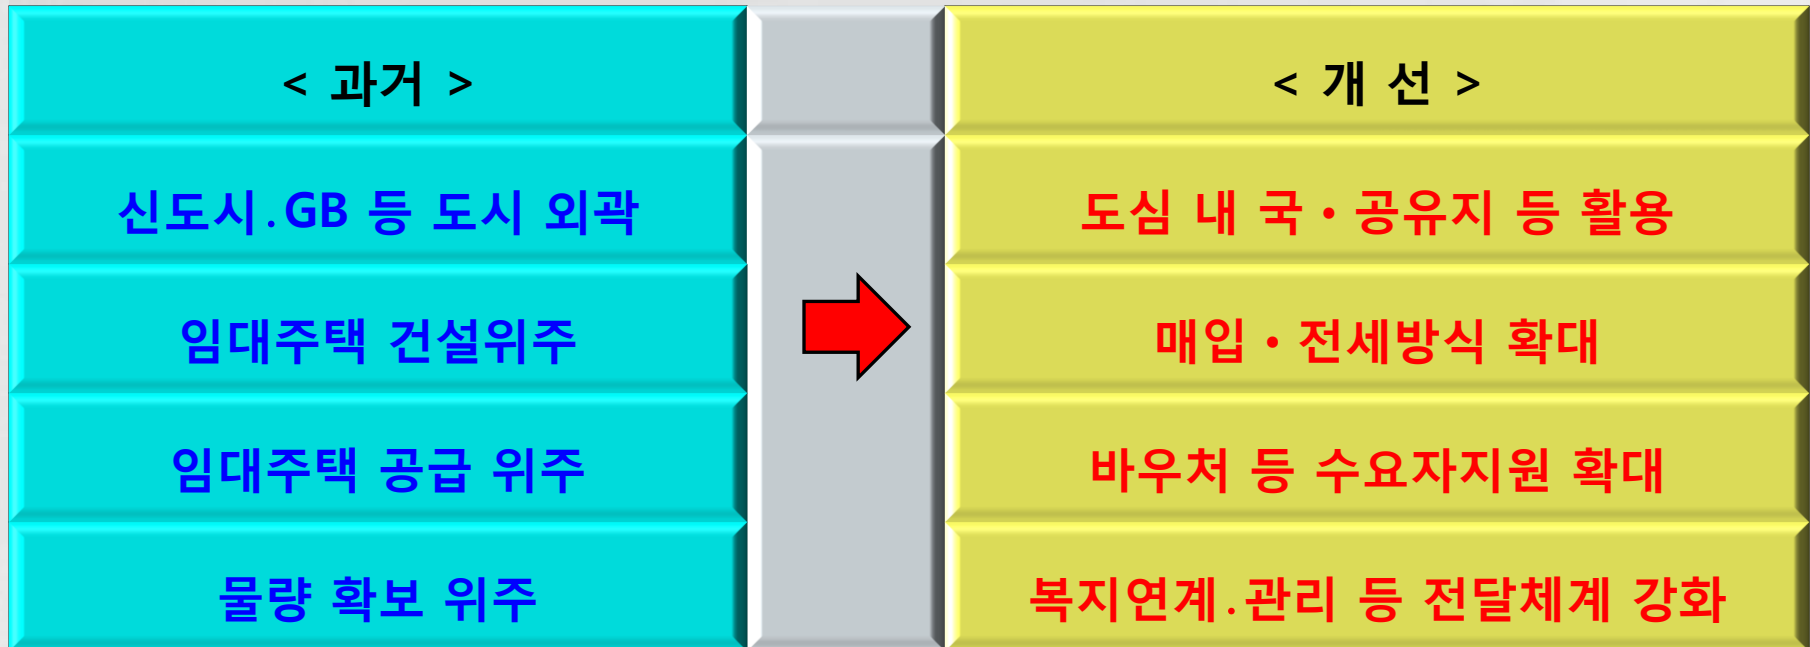 < 과거 >
< 개 선 >
신도시.GB 등 도시 외곽
도심 내 국·공유지 등 활용
임대주택 건설위주
매입·전세방식 확대
임대주택 공급 위주
바우처 등 수요자지원 확대
물량 확보 위주
복지연계.관리 등 전달체계 강화